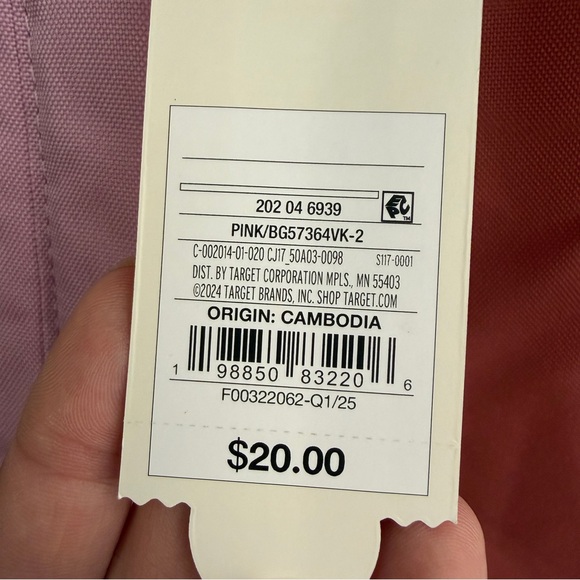 202 04 6939
EPC™
PINK/BG57364VK-2
C-002014-01-020 CJ17_50A03-0098 S117-0001
DIST. BY TARGET CORPORATION MPLS., MN 55403
©2024 TARGET BRANDS, INC. SHOP TARGET.COM
ORIGIN: CAMBODIA
1 98850 83220 6
F00322062-Q1/25
$20.00